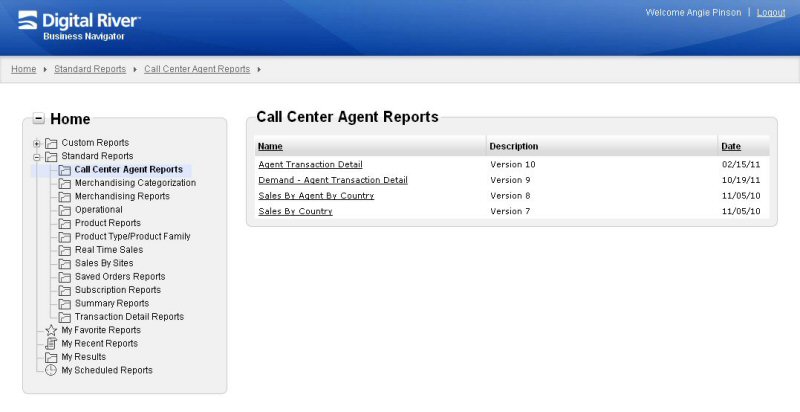 Digital River
Business Navigator
Welcome Angie Pinson | Logout
Home Standard Reports Call Center Agent Reports
Home
Custom Reports
Standard Reports
Call Center Agent Reports
Merchandising Categorization
Merchandising Reports
Operational
Product Reports
Product Type/Product Family
Real Time Sales
Sales By Sites
Saved Orders Reports
Subscription Reports
Summary Reports
Transaction Detail Reports
My Favorite Reports
My Recent Reports
My Results
My Scheduled Reports
Call Center Agent Reports
Name Description Date
Agent Transaction Detail Version 10 02/15/11
Demand - Agent Transaction Detail Version 9 10/19/11
Sales By Agent By Country Version 8 11/05/10
Sales By Country Version 7 11/05/10